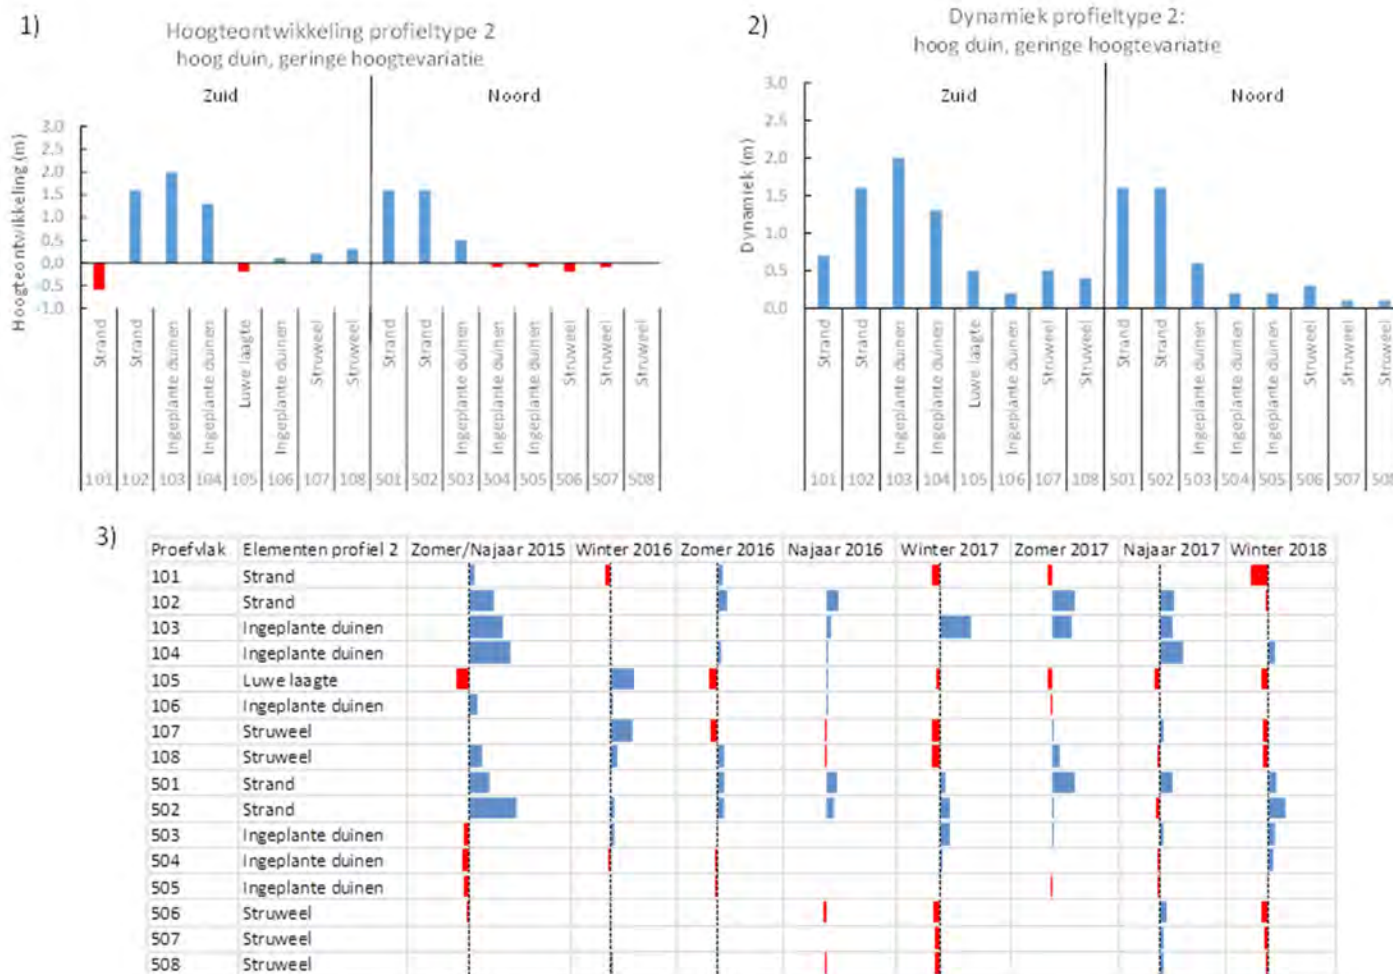 1)
Hoogteontwikkeling profieltype 2
hoog duin, geringe hoogtevariatie
Zuid
Noord
Hoogteontwikkeling (m)
3.0
2.5
2.0
1.5
1.0
0.5
0.0
-0.5
-1.0
Strand
Strand
Ingeplante duinen
Ingeplante duinen
Luwe laagte
Ingeplante duinen
Struweel
Struweel
Strand
Strand
Ingeplante duinen
Ingeplante duinen
Ingeplante duinen
Struweel
Struweel
Struweel
101 102 103 104 105 106 107 108 501 502 503 504 505 506 507 508
2)
Dynamiek profieltype 2:
hoog duin, geringe hoogtevariatie
Zuid
Noord
Dynamiek (m)
3.0
2.5
2.0
1.5
1.0
0.5
0.0
Strand
Strand
Ingeplante duinen
Ingeplante duinen
Luwe laagte
Ingeplante duinen
Struweel
Struweel
Strand
Strand
Ingeplante duinen
Ingeplante duinen
Ingeplante duinen
Struweel
Struweel
Struweel
101 102 103 104 105 106 107 108 501 502 503 504 505 506 507 508
3)
Proefvlak Elementen profiel 2 Zomer/Najaar 2015 Winter 2016 Zomer 2016 Najaar 2016 Winter 2017 Zomer 2017 Najaar 2017 Winter 2018
101 Strand
102 Strand
103 Ingeplante duinen
104 Ingeplante duinen
105 Luwe laagte
106 Ingeplante duinen
107 Struweel
108 Struweel
501 Strand
502 Strand
503 Ingeplante duinen
504 Ingeplante duinen
505 Ingeplante duinen
506 Struweel
507 Struweel
508 Struweel